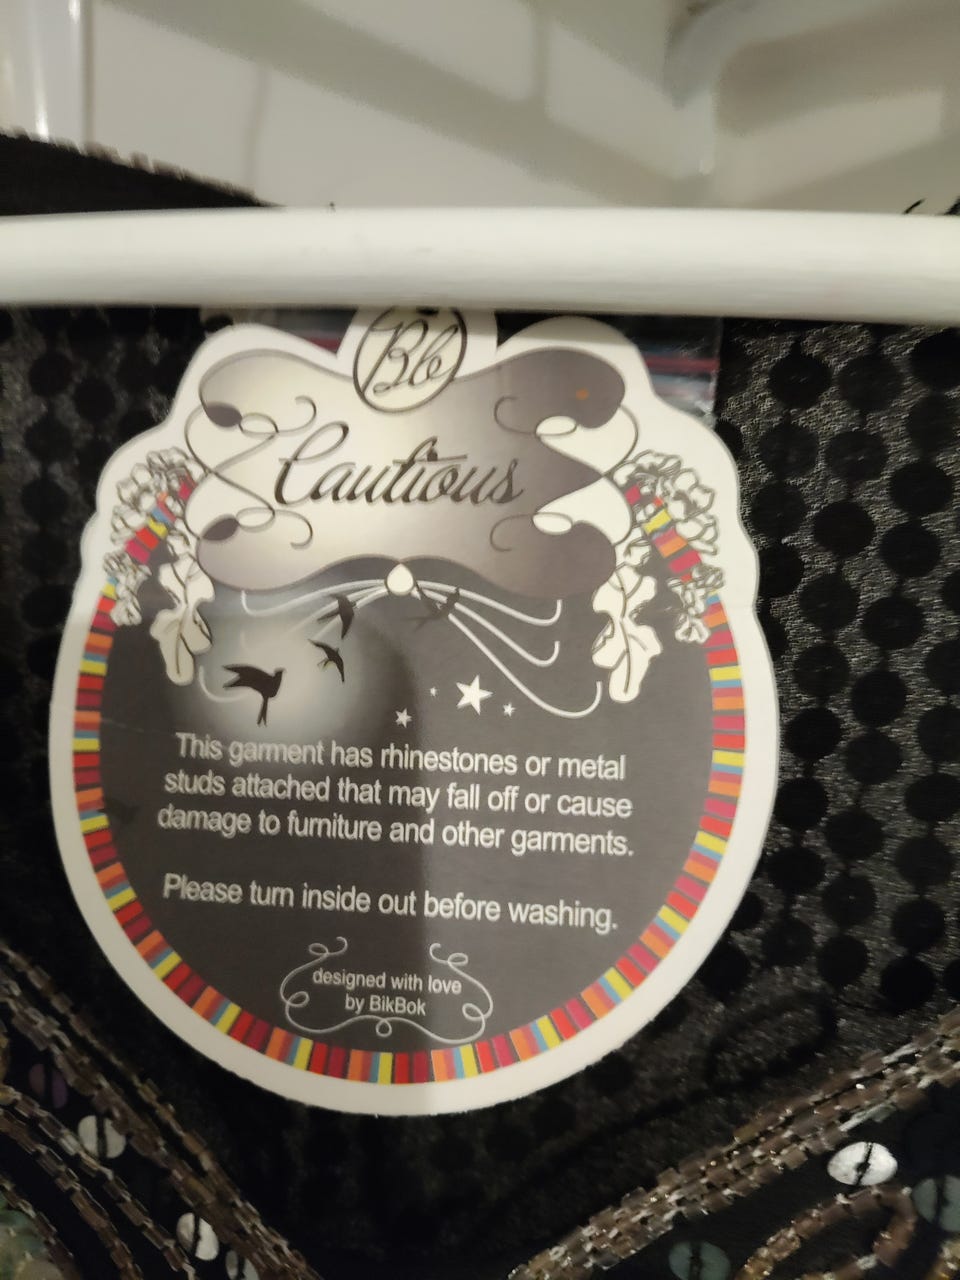 Bb
Cautious
This garment has rhinestones or metal
studs attached that may fall off or cause
damage to furniture and other garments.
Please turn inside out before washing.
designed with love
by BikBok